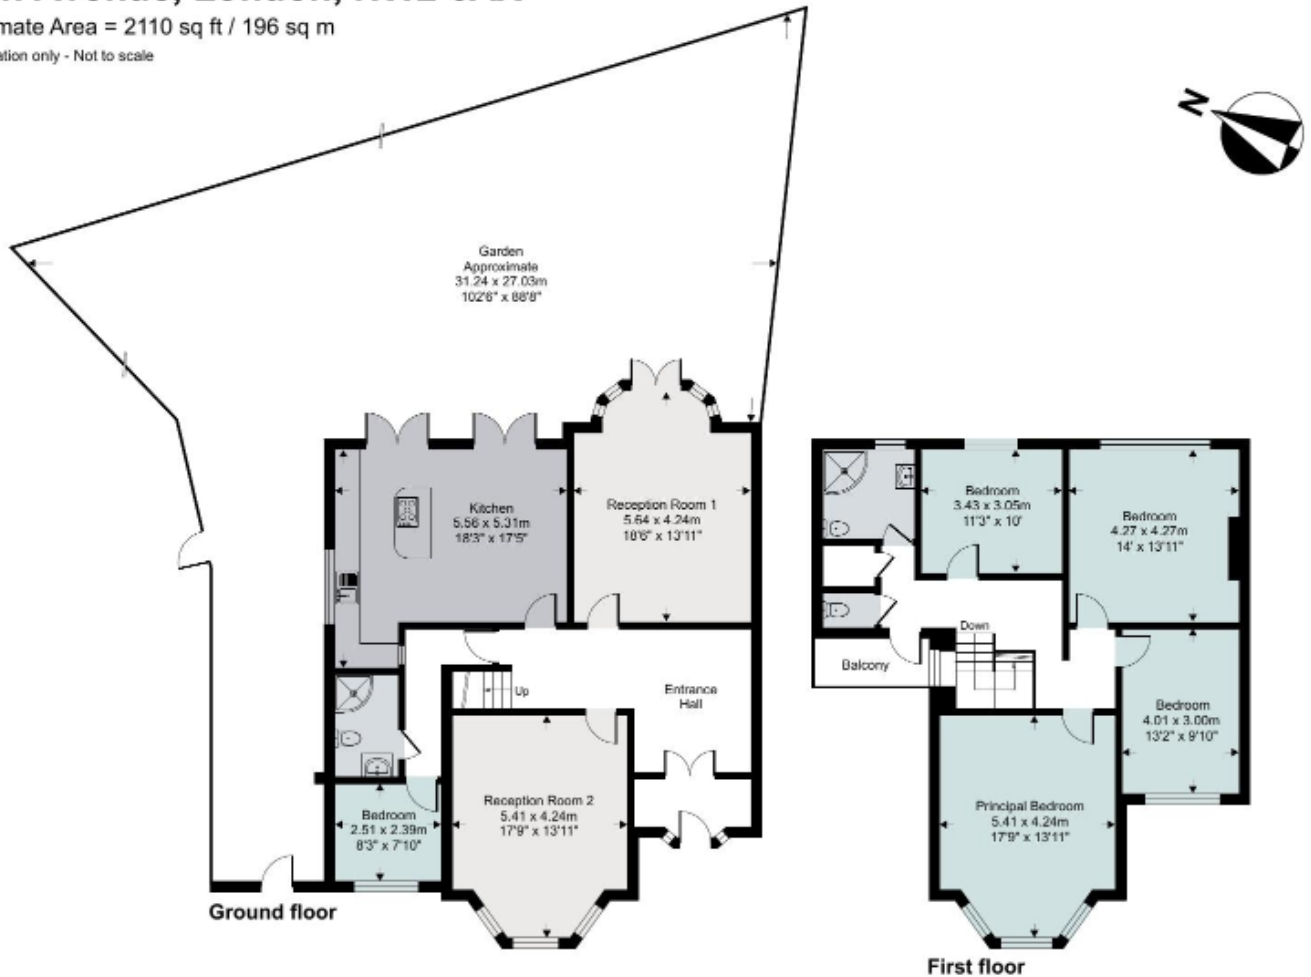 mate Area = 2110 sq ft / 196 sq m
ation only - Not to scale
N
Garden
Approximate
31.24 x 27.03m
102'6" x 88'8"
Kitchen
5.56 x 5.31m
18'3" x 17'5"
Reception Room 1
5.64 x 4.24m
18'6" x 13'11"
Up
Entrance
Hall
Bedroom
2.51 x 2.39m
8'3" x 7'10"
Reception Room 2
5.41 x 4.24m
17'9" x 13'11"
Ground floor
Bedroom
3.43 x 3.05m
11'3" x 10'
Bedroom
4.27 x 4.27m
14' x 13'11"
Down
Balcony
Bedroom
4.01 x 3.00m
13'2" x 9'10"
Principal Bedroom
5.41 x 4.24m
17'9" x 13'11"
First floor